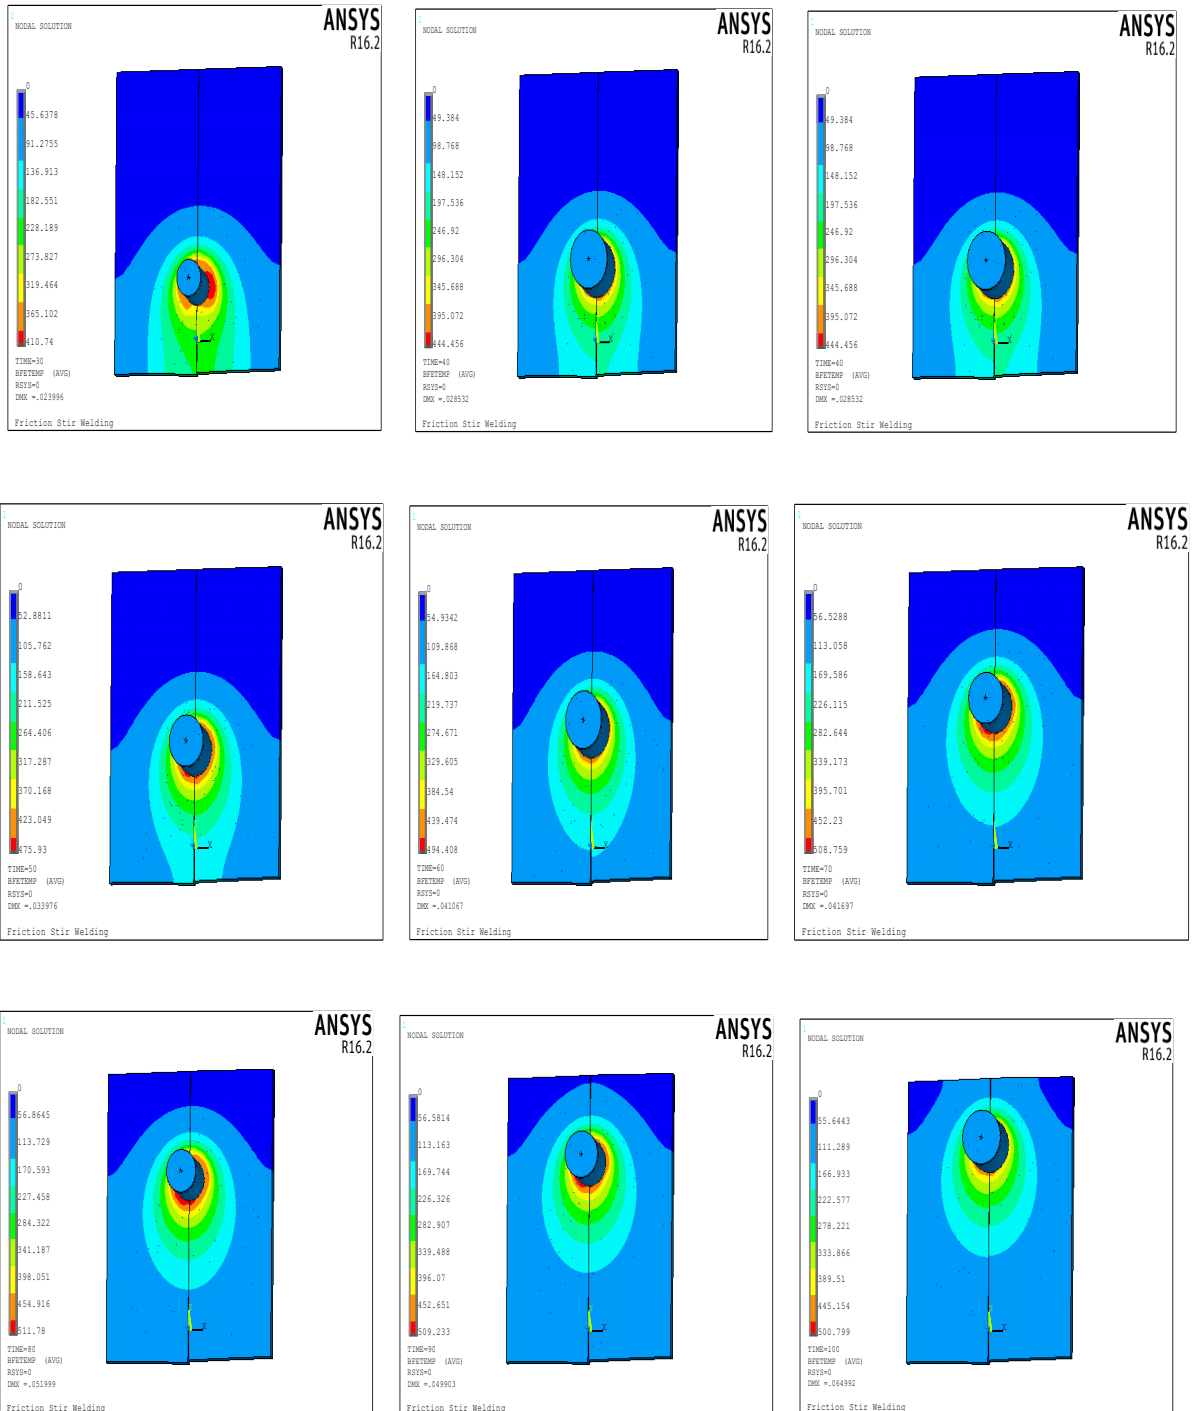 1
NODAL SOLUTION
ANSYS
R16.2
0
45.6378
91.2755
136.913
182.551
228.189
273.827
319.464
365.102
410.74
TIME=30
BFETEMP (AVG)
RSYS=0
DMX =.023996
X
Friction Stir Welding
1
NODAL SOLUTION
ANSYS
R16.2
0
49.384
98.768
148.152
197.536
246.92
296.304
345.688
395.072
444.456
TIME=40
BFETEMP (AVG)
RSYS=0
DMX =.028532
X
Friction Stir Welding
1
NODAL SOLUTION
ANSYS
R16.2
0
49.384
98.768
148.152
197.536
246.92
296.304
345.688
395.072
444.456
TIME=40
BFETEMP (AVG)
RSYS=0
DMX =.028532
X
Friction Stir Welding
1
NODAL SOLUTION
ANSYS
R16.2
0
52.8811
105.762
158.643
211.525
264.406
317.287
370.168
423.049
475.93
TIME=50
BFETEMP (AVG)
RSYS=0
DMX =.033976
X
Friction Stir Welding
1
NODAL SOLUTION
ANSYS
R16.2
0
54.9342
109.868
164.803
219.737
274.671
329.605
384.54
439.474
494.408
TIME=60
BFETEMP (AVG)
RSYS=0
DMX =.041067
X
Friction Stir Welding
1
NODAL SOLUTION
ANSYS
R16.2
0
56.5288
113.058
169.586
226.115
282.644
339.173
395.701
452.23
508.759
TIME=70
BFETEMP (AVG)
RSYS=0
DMX =.041697
X
Friction Stir Welding
1
NODAL SOLUTION
ANSYS
R16.2
0
56.8645
113.729
170.593
227.458
284.322
341.187
398.051
454.916
511.78
TIME=80
BFETEMP (AVG)
RSYS=0
DMX =.051999
X
Friction Stir Welding
1
NODAL SOLUTION
ANSYS
R16.2
0
56.5814
113.163
169.744
226.326
282.907
339.488
396.07
452.651
509.233
TIME=90
BFETEMP (AVG)
RSYS=0
DMX =.049903
X
Friction Stir Welding
1
NODAL SOLUTION
ANSYS
R16.2
0
55.6443
111.289
166.933
222.577
278.221
333.866
389.51
445.154
500.799
TIME=100
BFETEMP (AVG)
RSYS=0
DMX =.064992
X
Friction Stir Welding